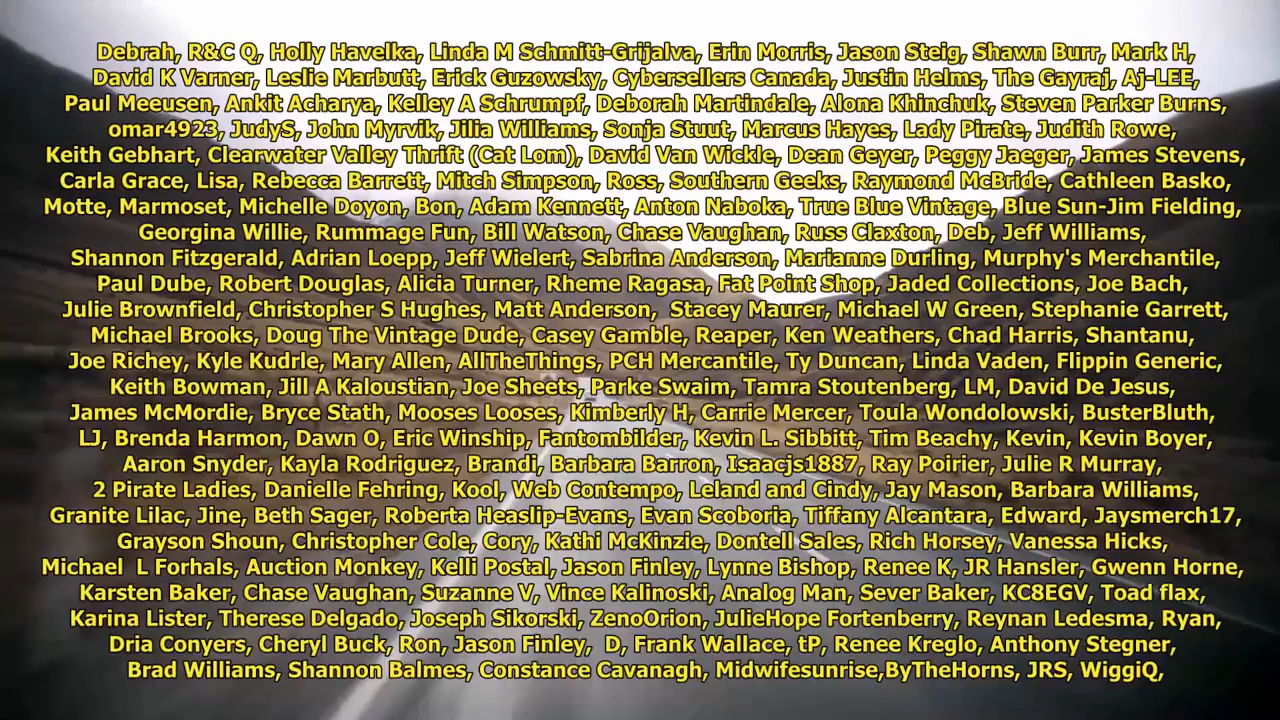 Debrah, R&C Q, Holly Havelka, Linda M Schmitt-Grijalva, Erin Morris, Jason Steig, Shawn Burr, Mark H,
David K Varner, Leslie Marbutt, Erick Guzowsky, Cybersellers Canada, Justin Helms, The Gayraj, Aj-LEE,
Paul Meeusen, Ankit Acharya, Kelley A Schrumpf, Deborah Martindale, Alona Khinchuk, Steven Parker Burns,
omar4923, JudyS, John Myrvik, Jilia Williams, Sonja Stuut, Marcus Hayes, Lady Pirate, Judith Rowe,
Keith Gebhart, Clearwater Valley Thrift (Cat Lom), David Van Wickle, Dean Geyer, Peggy Jaeger, James Stevens,
Carla Grace, Lisa, Rebecca Barrett, Mitch Simpson, Ross, Southern Geeks, Raymond McBride, Cathleen Basko,
Motte, Marmoset, Michelle Doyon, Bon, Adam Kennett, Anton Naboka, True Blue Vintage, Blue Sun-Jim Fielding,
Georgina Willie, Rummage Fun, Bill Watson, Chase Vaughan, Russ Claxton, Deb, Jeff Williams,
Shannon Fitzgerald, Adrian Loepp, Jeff Wielert, Sabrina Anderson, Marianne Durling, Murphy's Merchantile,
Paul Dube, Robert Douglas, Alicia Turner, Rheme Ragasa, Fat Point Shop, Jaded Collections, Joe Bach,
Julie Brownfield, Christopher S Hughes, Matt Anderson,  Stacey Maurer, Michael W Green, Stephanie Garrett,
Michael Brooks, Doug The Vintage Dude, Casey Gamble, Reaper, Ken Weathers, Chad Harris, Shantanu,
Joe Richey, Kyle Kudrle, Mary Allen, AllTheThings, PCH Mercantile, Ty Duncan, Linda Vaden, Flippin Generic,
Keith Bowman, Jill A Kaloustian, Joe Sheets, Parke Swaim, Tamra Stoutenberg, LM, David De Jesus,
James McMordie, Bryce Stath, Mooses Looses, Kimberly H, Carrie Mercer, Toula Wondolowski, BusterBluth,
LJ, Brenda Harmon, Dawn O, Eric Winship, Fantombilder, Kevin L. Sibbitt, Tim Beachy, Kevin, Kevin Boyer,
Aaron Snyder, Kayla Rodriguez, Brandi, Barbara Barron, Isaacjs1887, Ray Poirier, Julie R Murray,
2 Pirate Ladies, Danielle Fehring, Kool, Web Contempo, Leland and Cindy, Jay Mason, Barbara Williams,
Granite Lilac, Jine, Beth Sager, Roberta Heaslip-Evans, Evan Scoboria, Tiffany Alcantara, Edward, Jaysmerch17,
Grayson Shoun, Christopher Cole, Cory, Kathi McKinzie, Dontell Sales, Rich Horsey, Vanessa Hicks,
Michael  L Forhals, Auction Monkey, Kelli Postal, Jason Finley, Lynne Bishop, Renee K, JR Hansler, Gwenn Horne,
Karsten Baker, Chase Vaughan, Suzanne V, Vince Kalinoski, Analog Man, Sever Baker, KC8EGV, Toad flax,
Karina Lister, Therese Delgado, Joseph Sikorski, ZenoOrion, JulieHope Fortenberry, Reynan Ledesma, Ryan,
Dria Conyers, Cheryl Buck, Ron, Jason Finley,  D, Frank Wallace, tP, Renee Kreglo, Anthony Stegner,
Brad Williams, Shannon Balmes, Constance Cavanagh, Midwifesunrise,ByTheHorns, JRS, WiggiQ,